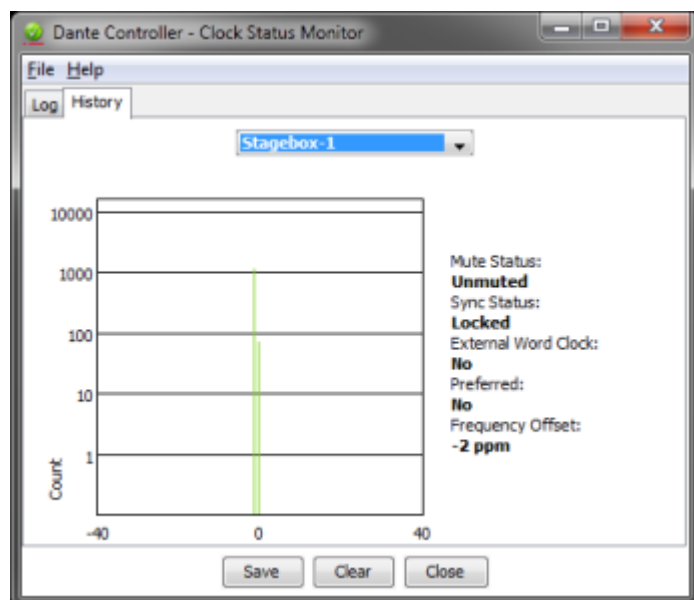 Dante Controller - Clock Status Monitor
File Help
Log History
Stagebox-1
10000
1000
100
10
1
Count
-40 0 40
Mute Status:
Unmuted
Sync Status:
Locked
External Word Clock:
No
Preferred:
No
Frequency Offset:
-2 ppm
Save Clear Close